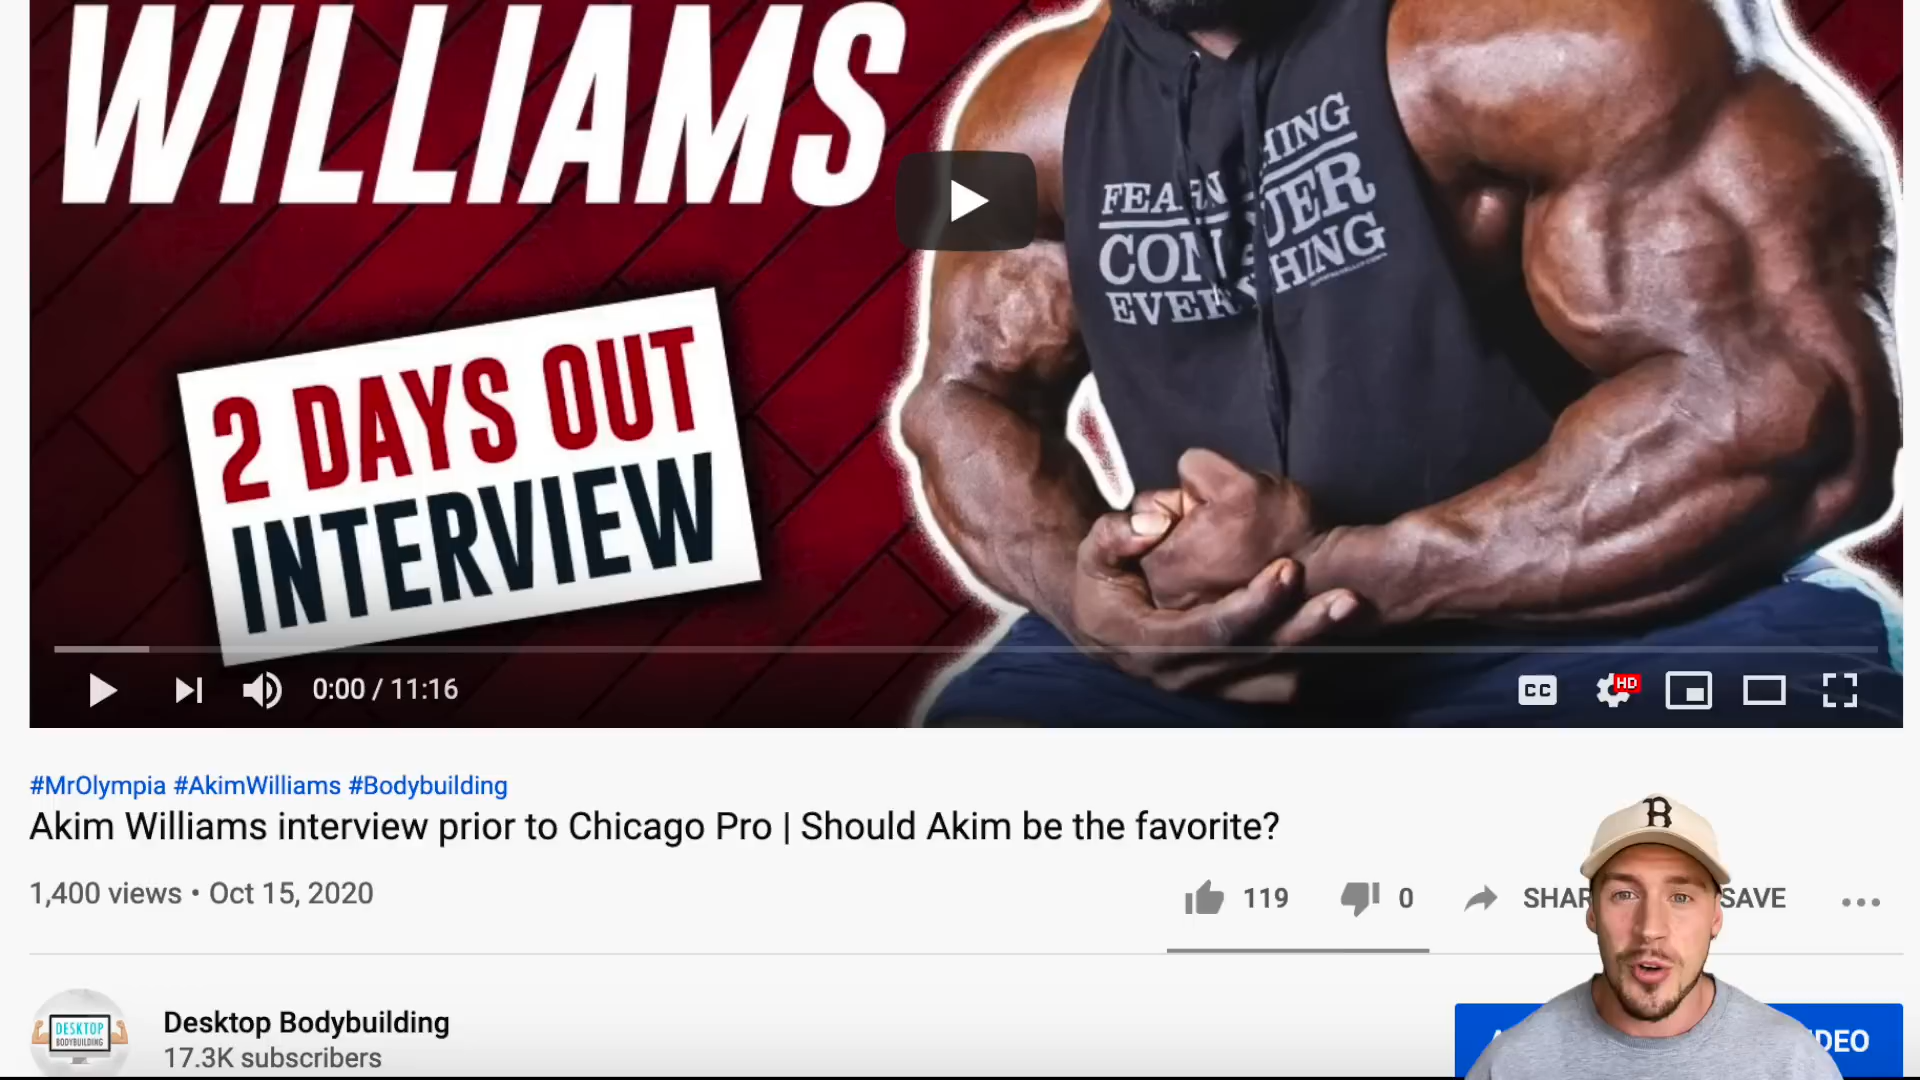 WILLIAMS
2 DAYS OUT
INTERVIEW
CONQUER
0:00 / 11:16
CC
HD
#MrOlympia #AkimWilliams #Bodybuilding
Akim Williams interview prior to Chicago Pro | Should Akim be the favorite?
1,400 views • Oct 15, 2020
119
0
SAVE
B
Desktop Bodybuilding
17.3K subscribers
DESKTOP
BODYBUILDING